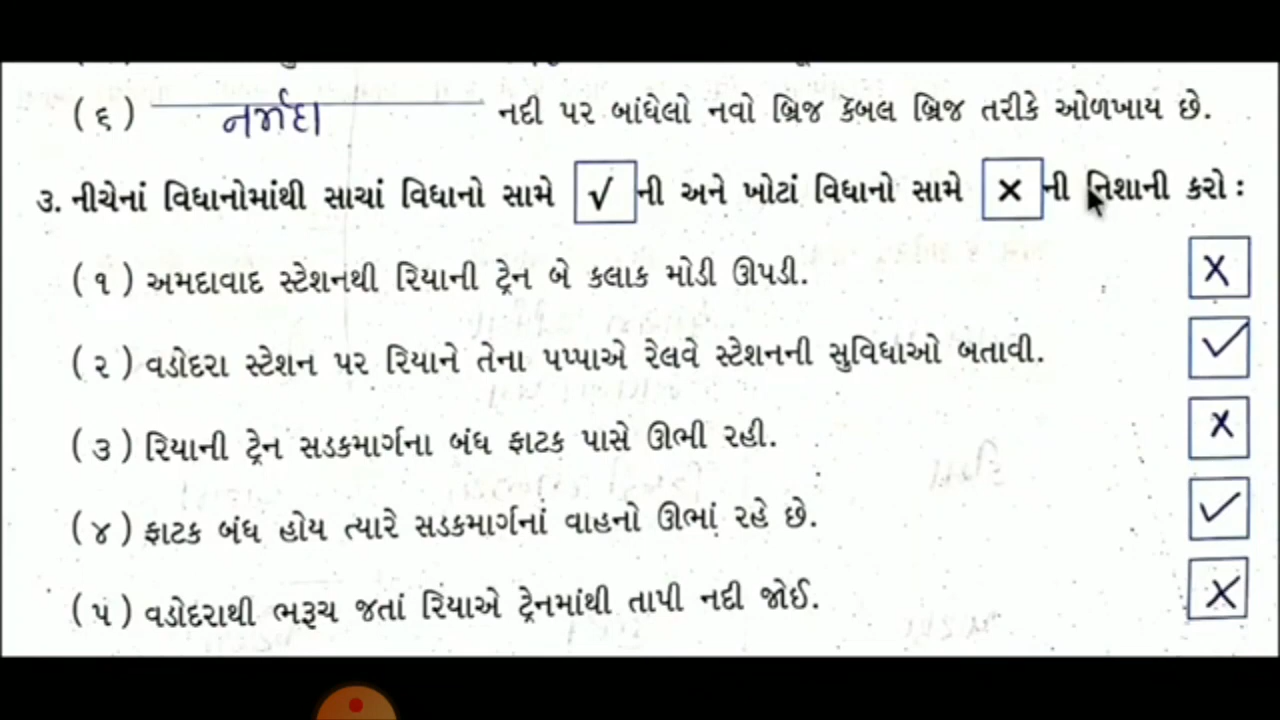 (૬) નર્મદા નદી પર બાંધેલો નવો બ્રિજ કેબલ બ્રિજ તરીકે ઓળખાય છે.
૩. નીચેનાં વિધાનોમાંથી સાચાં વિધાનો સામે √ ની અને ખોટાં વિધાનો સામે × ની નિશાની કરો :
(૧) અમદાવાદ સ્ટેશનથી રિયાની ટ્રેન બે કલાક મોડી ઊપડી. ×
(૨) વડોદરા સ્ટેશન પર રિયાને તેના પપ્પાએ રેલવે સ્ટેશનની સુવિધાઓ બતાવી. ✓
(૩) રિયાની ટ્રેન સડકમાર્ગના બંધ ફાટક પાસે ઊભી રહી. ×
(૪) ફાટક બંધ હોય ત્યારે સડકમાર્ગનાં વાહનો ઊભાં રહે છે. ✓
(૫) વડોદરાથી ભરૂચ જતાં રિયાએ ટ્રેનમાંથી તાપી નદી જોઈ. ×